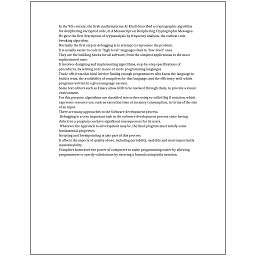 In the 9th century, the Arab mathematician Al-Kindi described a cryptographic algorithm
for deciphering encrypted code, in A Manuscript on Deciphering Cryptographic Messages.
He gave the first description of cryptanalysis by frequency analysis, the earliest code-
breaking algorithm.
Normally the first step in debugging is to attempt to reproduce the problem.
It is usually easier to code in "high-level" languages than in "low-level" ones.
They are the building blocks for all software, from the simplest applications to the most
sophisticated ones.
It involves designing and implementing algorithms, step-by-step specifications of
procedures, by writing code in one or more programming languages.
Trade-offs from this ideal involve finding enough programmers who know the language to
build a team, the availability of compilers for that language, and the efficiency with which
programs written in a given language execute.
Some text editors such as Emacs allow GDB to be invoked through them, to provide a visual
environment.
For this purpose, algorithms are classified into orders using so-called Big O notation, which
expresses resource use, such as execution time or memory consumption, in terms of the size
of an input.
There are many approaches to the Software development process.
Debugging is a very important task in the software development process since having
defects in a program can have significant consequences for its users.
Whatever the approach to development may be, the final program must satisfy some
fundamental properties.
Scripting and breakpointing is also part of this process.
It affects the aspects of quality above, including portability, usability and most importantly
maintainability.
Compilers harnessed the power of computers to make programming easier by allowing
programmers to specify calculations by entering a formula using infix notation.